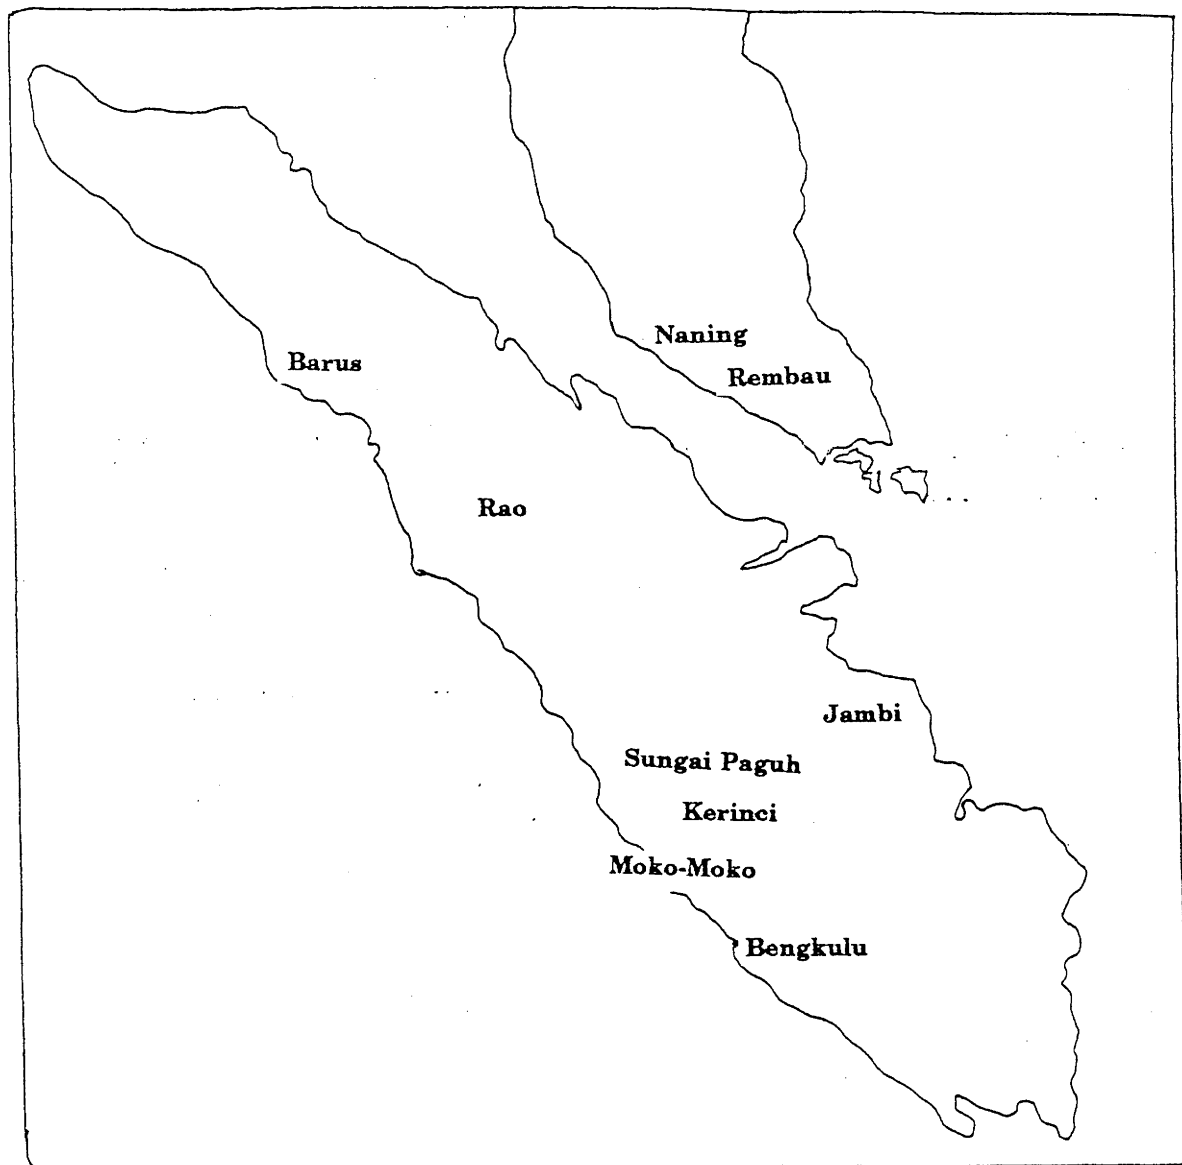 Naning
Barus
Rembau
Rao
Jambi
Sungai Paguh
Kerinci
Moko-Moko
Bengkulu